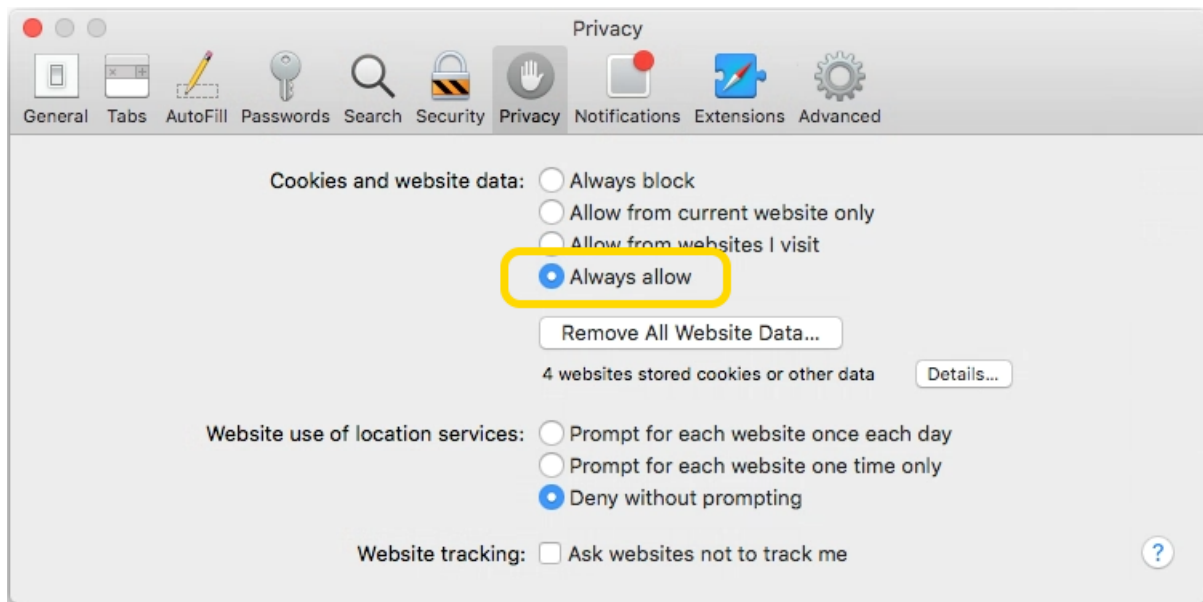 Privacy
General Tabs AutoFill Passwords Search Security Privacy Notifications Extensions Advanced
Cookies and website data: Always block
Allow from current website only
Allow from websites I visit
Always allow
Remove All Website Data...
4 websites stored cookies or other data Details...
Website use of location services: Prompt for each website once each day
Prompt for each website one time only
Deny without prompting
Website tracking: Ask websites not to track me
?